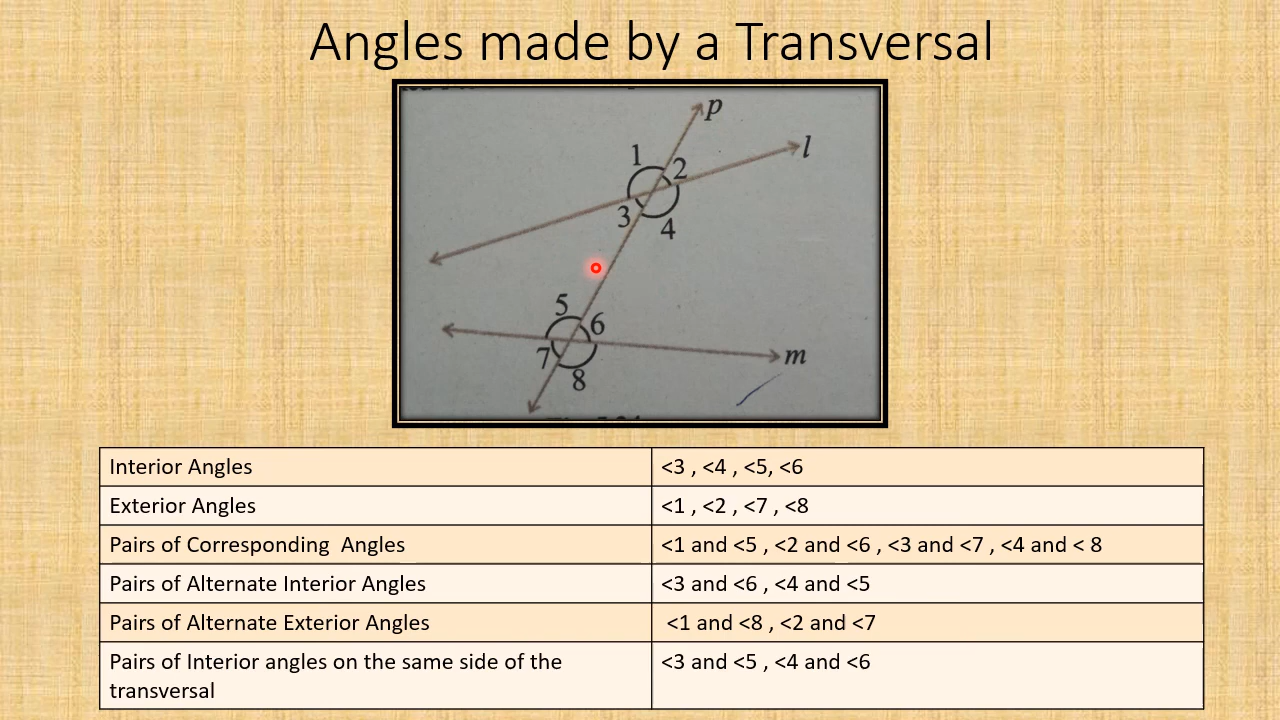 Angles made by a Transversal
p
l
1
2
3
4
5
6
7
8
m
Interior Angles <3 , <4 , <5, <6
Exterior Angles <1 , <2 , <7 , <8
Pairs of Corresponding Angles <1 and <5 , <2 and <6 , <3 and <7 , <4 and < 8
Pairs of Alternate Interior Angles <3 and <6 , <4 and <5
Pairs of Alternate Exterior Angles <1 and <8 , <2 and <7
Pairs of Interior angles on the same side of the <3 and <5 , <4 and <6
transversal